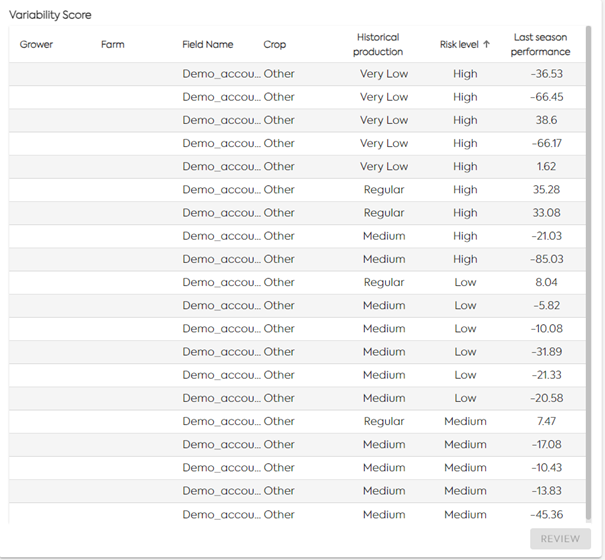 Variability Score
Grower Farm Field Name Crop Historical production Risk level ↑ Last season performance
Demo_accou... Other Very Low High -36.53
Demo_accou... Other Very Low High -66.45
Demo_accou... Other Very Low High 38.6
Demo_accou... Other Very Low High -66.17
Demo_accou... Other Very Low High 1.62
Demo_accou... Other Regular High 35.28
Demo_accou... Other Regular High 33.08
Demo_accou... Other Medium High -21.03
Demo_accou... Other Medium High -85.03
Demo_accou... Other Regular Low 8.04
Demo_accou... Other Medium Low -5.82
Demo_accou... Other Medium Low -10.08
Demo_accou... Other Medium Low -31.89
Demo_accou... Other Medium Low -21.33
Demo_accou... Other Medium Low -20.58
Demo_accou... Other Regular Medium 7.47
Demo_accou... Other Medium Medium -17.08
Demo_accou... Other Medium Medium -10.43
Demo_accou... Other Medium Medium -13.83
Demo_accou... Other Medium Medium -45.36
REVIEW